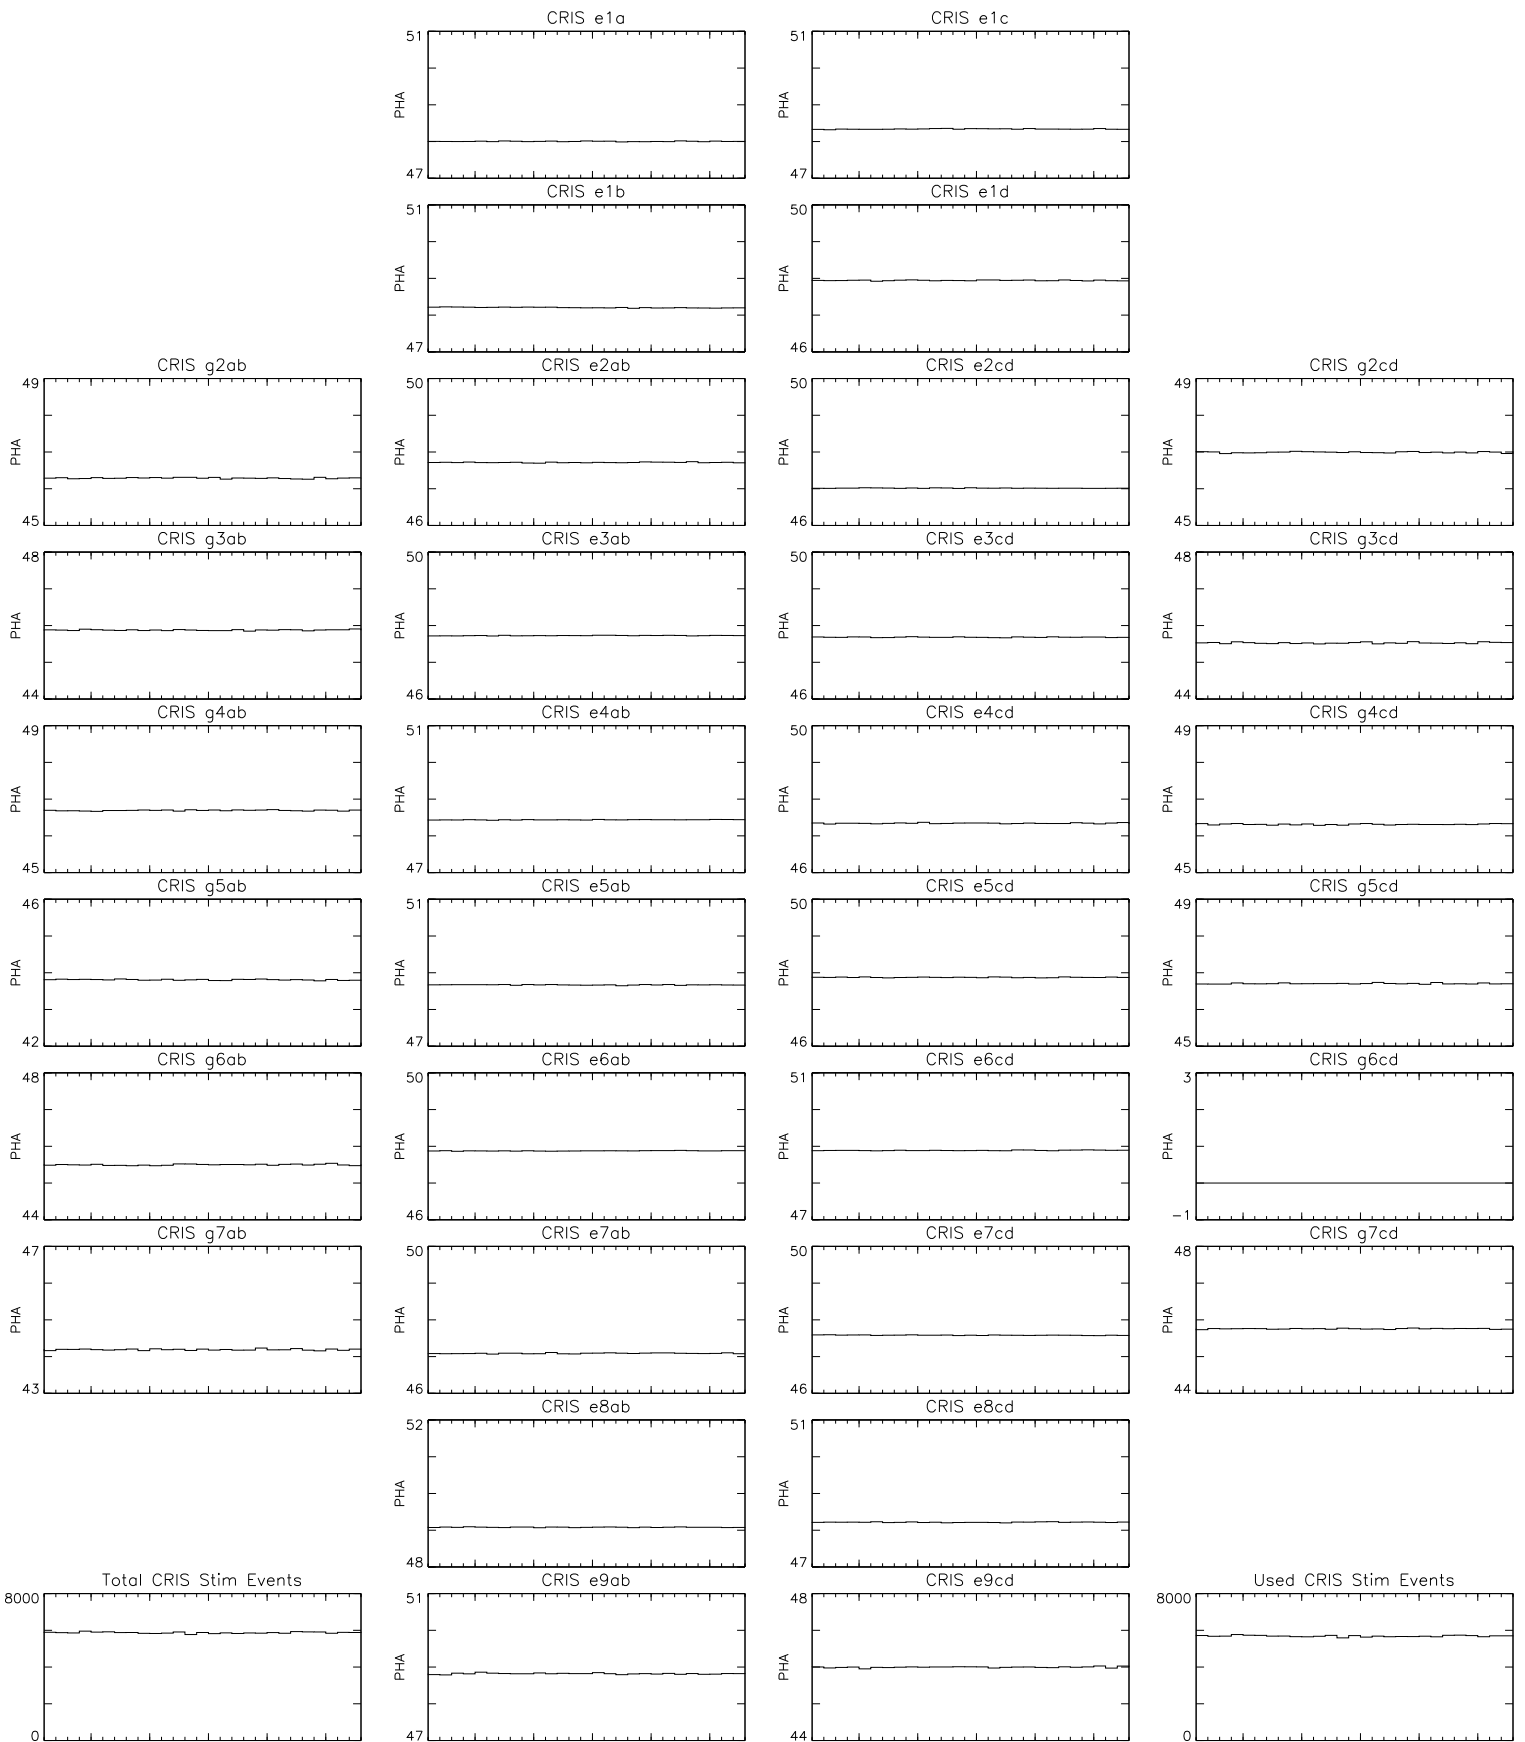 CRIS e1a
51
PHA
47
CRIS e1c
51
PHA
47
CRIS e1b
51
PHA
47
CRIS e1d
50
PHA
46
CRIS g2ab
49
PHA
45
CRIS e2ab
50
PHA
46
CRIS e2cd
50
PHA
46
CRIS g2cd
49
PHA
45
CRIS g3ab
48
PHA
44
CRIS e3ab
50
PHA
46
CRIS e3cd
50
PHA
46
CRIS g3cd
48
PHA
44
CRIS g4ab
49
PHA
45
CRIS e4ab
51
PHA
47
CRIS e4cd
50
PHA
46
CRIS g4cd
49
PHA
45
CRIS g5ab
46
PHA
42
CRIS e5ab
51
PHA
47
CRIS e5cd
50
PHA
46
CRIS g5cd
49
PHA
45
CRIS g6ab
48
PHA
44
CRIS e6ab
50
PHA
46
CRIS e6cd
51
PHA
47
CRIS g6cd
3
PHA
-1
CRIS g7ab
47
PHA
43
CRIS e7ab
50
PHA
46
CRIS e7cd
50
PHA
46
CRIS g7cd
48
PHA
44
CRIS e8ab
52
PHA
48
CRIS e8cd
51
PHA
47
Total CRIS Stim Events
8000
0
CRIS e9ab
51
PHA
47
CRIS e9cd
48
PHA
44
Used CRIS Stim Events
8000
0